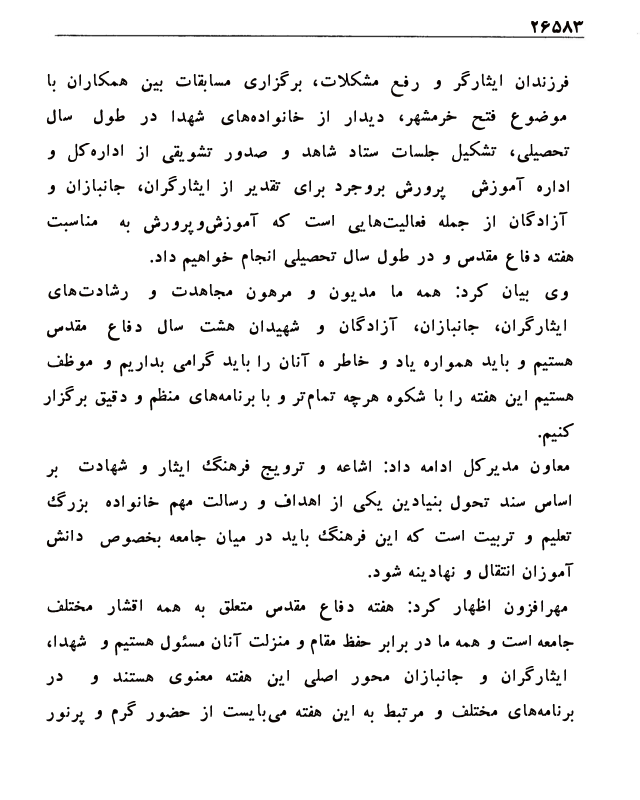 ۲۶۵۸۳
فرزندان ایثارگر و رفع مشکلات، برگزاری مسابقات بین همکاران با
موضوع فتح خرمشهر، دیدار از خانواده‌های شهدا در طول سال
تحصیلی، تشکیل جلسات ستاد شاهد و صدور تشویقی از اداره‌کل و
اداره آموزش پرورش بروجرد برای تقدیر از ایثارگران، جانبازان و
آزادگان از جمله فعالیت‌هایی است که آموزش‌وپرورش به مناسبت
هفته دفاع مقدس و در طول سال تحصیلی انجام خواهیم داد.
وی بیان کرد: همه ما مدیون و مرهون مجاهدت و رشادت‌های
ایثارگران، جانبازان، آزادگان و شهیدان هشت سال دفاع مقدس
هستیم و باید همواره یاد و خاطر ه آنان را باید گرامی بداریم و موظف
هستیم این هفته را با شکوه هرچه تمام‌تر و با برنامه‌های منظم و دقیق برگزار
کنیم.
معاون مدیرکل ادامه داد: اشاعه و ترویج فرهنگ ایثار و شهادت بر
اساس سند تحول بنیادین یکی از اهداف و رسالت مهم خانواده بزرگ
تعلیم و تربیت است که این فرهنگ باید در میان جامعه بخصوص دانش
آموزان انتقال و نهادینه شود.
مهرافزون اظهار کرد: هفته دفاع مقدس متعلق به همه اقشار مختلف
جامعه است و همه ما در برابر حفظ مقام و منزلت آنان مسئول هستیم و شهدا،
ایثارگران و جانبازان محور اصلی این هفته معنوی هستند و در
برنامه‌های مختلف و مرتبط به این هفته می‌بایست از حضور گرم و پرنور